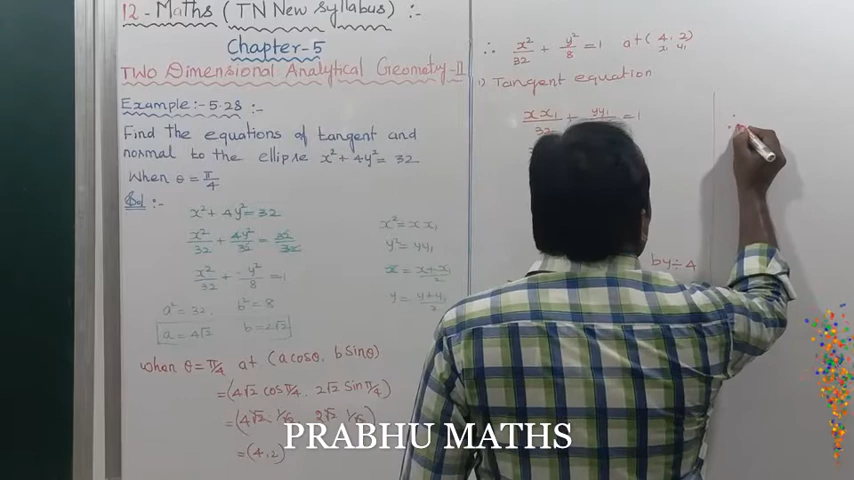 12 - Maths (TN New syllabus) :-
Chapter-5
TWO Dimensional Analytical Geometry-II
Example:-5.28 :-
Find the equations of tangent and
normal to the ellipse x²+4y²= 32
When θ = π/4
Sol :-
x²+4y²=32
x²/32 + 4y²/32 = 32/32
x²/32 + y²/8 = 1
a²=32 b²=8
a=4√2 b=2√2
x²=xx₁
y²=yy₁
x=x+x₁/2
y=y+y₁/2
when θ=π/4 at (acosθ, bsinθ)
=(4√2 cosπ/4, 2√2 sinπ/4)
=(4√2 1/√2, 2√2 1/√2)
=(4,2)
∴ x²/32 + y²/8 =1 at (4,2)
x₁ y₁
1) Tangent equation
xx₁/32 + yy₁/8 =1
by÷4
PRABHU MATHS